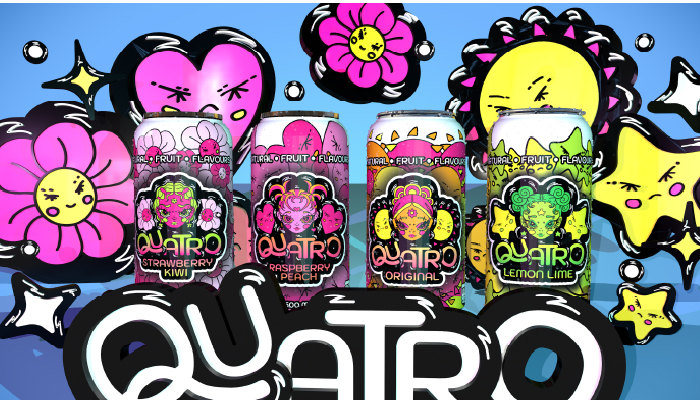 NATURAL • FRUIT • FLAVOURS
QUATRO
STRAWBERRY
KIWI
NATURAL • FRUIT • FLAVOURS
QUATRO
RASPBERRY
PEACH
NATURAL • FRUIT • FLAVOURS
QUATRO
ORIGINAL
NATURAL • FRUIT • FLAVOURS
QUATRO
LEMON LIME
QUATRO